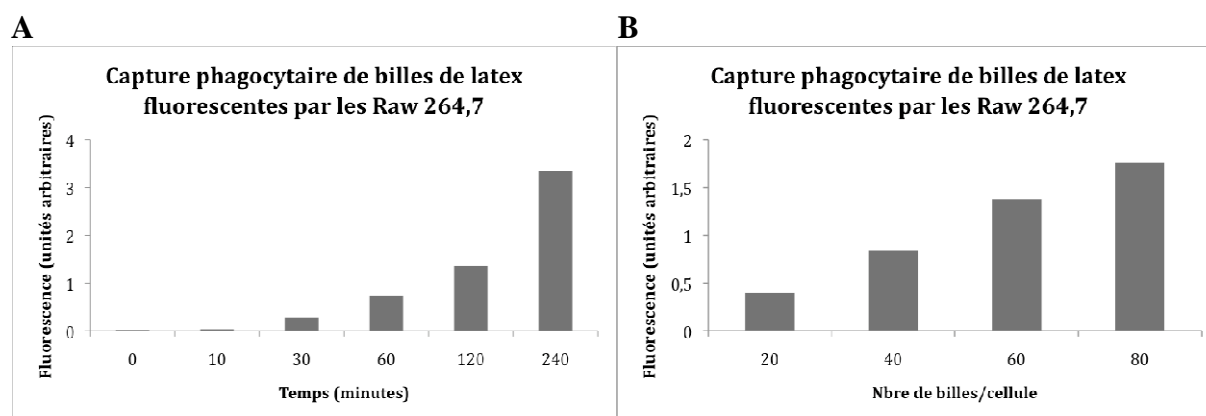 A
Capture phagocytaire de billes de latex
fluorescentes par les Raw 264,7
Fluorescence (unités arbitraires)
4
3
2
1
0
0 10 30 60 120 240
Temps (minutes)
B
Capture phagocytaire de billes de latex
fluorescentes par les Raw 264,7
Fluorescence (unités arbitraires)
2
1,5
1
0,5
0
20 40 60 80
Nbre de billes/cellule